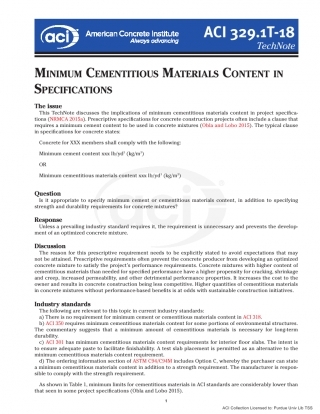 aci
American Concrete Institute
Always advancing
ACI 329.1T-18
TechNote
MINIMUM CEMENTITIOUS MATERIALS CONTENT IN
SPECIFICATIONS
The issue
This TechNote discusses the implications of minimum cementitious materials content in project specifica-
tions (NRMCA 2015a). Prescriptive specifications for concrete construction projects often include a clause that
requires a minimum cement content to be used in concrete mixtures (Obla and Lobo 2015). The typical clause
in specifications for concrete states:
Concrete for XXX members shall comply with the following:
Minimum cement content xxx lb/yd³ (kg/m³)
OR
Minimum cementitious materials content xxx lb/yd³ (kg/m³)
Question
Is it appropriate to specify minimum cement or cementitious materials content, in addition to specifying
strength and durability requirements for concrete mixtures?
Response
Unless a prevailing industry standard requires it, the requirement is unnecessary and prevents the develop-
ment of an optimized concrete mixture.
Discussion
The reason for this prescriptive requirement needs to be explicitly stated to avoid expectations that may
not be attained. Prescriptive requirements often prevent the concrete producer from developing an optimized
concrete mixture to satisfy the project's performance requirements. Concrete mixtures with higher content of
cementitious materials than needed for specified performance have a higher propensity for cracking, shrinkage
and creep, increased permeability, and other detrimental performance properties. It increases the cost to the
owner and results in concrete construction being less competitive. Higher quantities of cementitious materials
in concrete mixtures without performance-based benefits is at odds with sustainable construction initiatives.
Industry standards
The following are relevant to this topic in current industry standards:
a) There is no requirement for minimum cement or cementitious materials content in ACI 318.
b) ACI 350 requires minimum cementitious materials content for some portions of environmental structures.
The commentary suggests that a minimum amount of cementitious materials is necessary for long-term
durability.
c) ACI 301 has minimum cementitious materials content requirements for interior floor slabs. The intent is
to ensure adequate paste to facilitate finishability. A test slab placement is permitted as an alternative to the
minimum cementitious materials content requirement.
d) The ordering information section of ASTM C94/C94M includes Option C, whereby the purchaser can state
a minimum cementitious materials content in addition to a strength requirement. The manufacturer is respon-
sible to comply with the strength requirement.
As shown in Table 1, minimum limits for cementitious materials in ACI standards are considerably lower than
that seen in some project specifications (Obla and Lobo 2015).
1
ACI Collection Licensed to: Purdue Univ Lib TSS